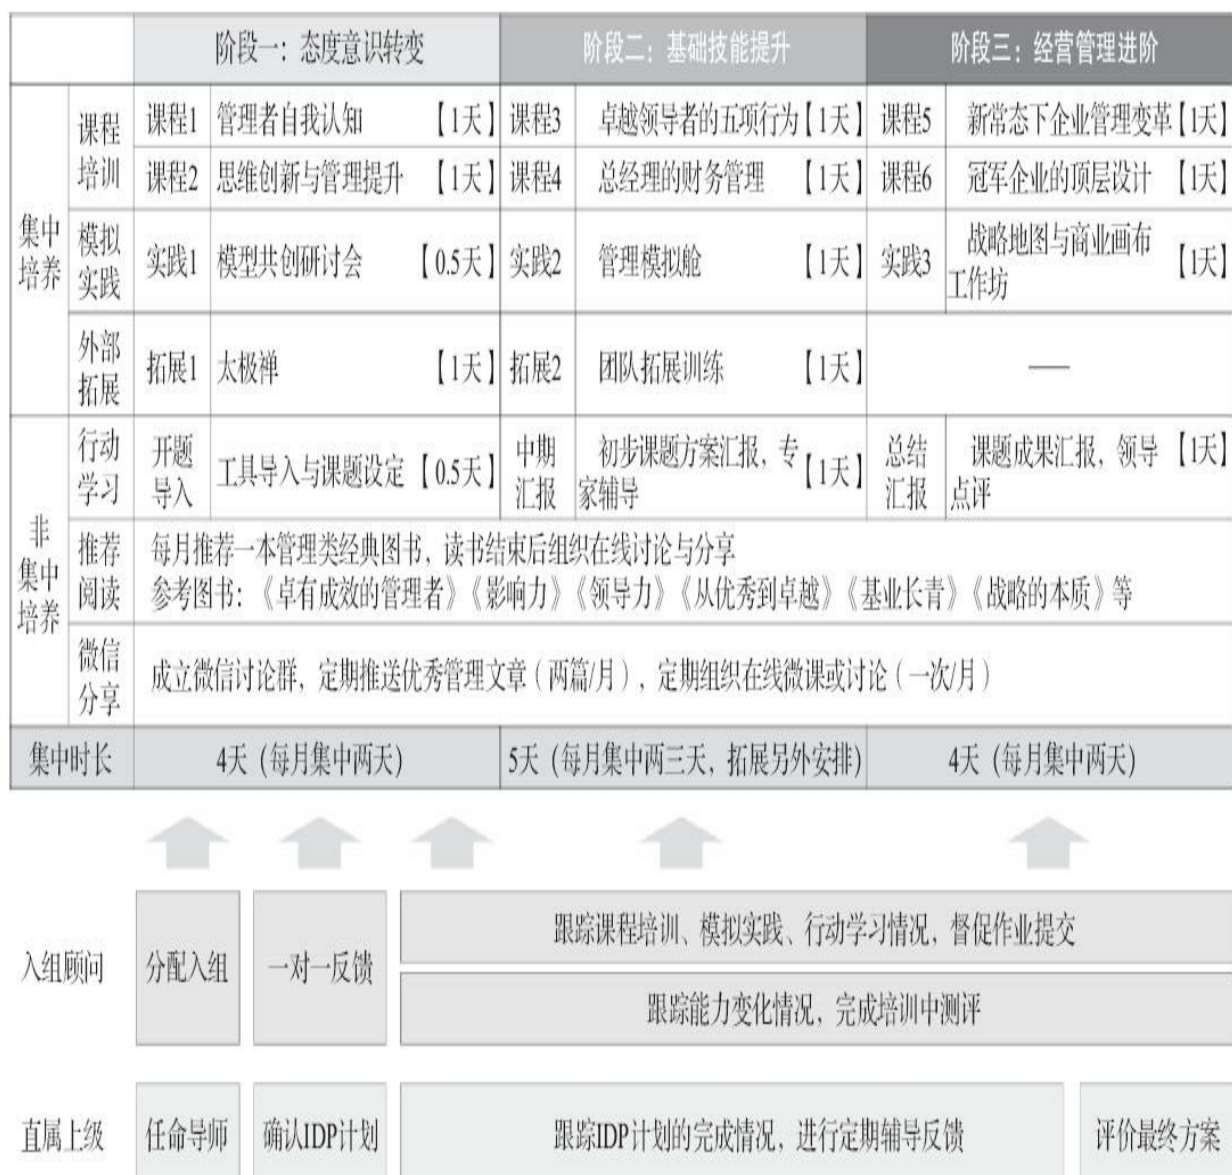 阶段一：态度意识转变 阶段二：基础技能提升 阶段三：经营管理进阶
集中培养
课程培训
课程1 管理者自我认知 【1天】 课程3 卓越领导者的五项行为【1天】 课程5 新常态下企业管理变革【1天】
课程2 思维创新与管理提升 【1天】 课程4 总经理的财务管理 【1天】 课程6 冠军企业的顶层设计 【1天】
模拟实践
实践1 模型共创研讨会 【0.5天】 实践2 管理模拟舱 【1天】 实践3 战略地图与商业画布工作坊 【1天】
外部拓展
拓展1 太极禅 【1天】 拓展2 团队拓展训练 【1天】 ——
非集中培养
行动学习
开题导入 工具导入与课题设定 【0.5天】 中期汇报 初步课题方案汇报，专家辅导 【1天】 总结汇报 课题成果汇报，领导点评 【1天】
推荐阅读
每月推荐一本管理类经典图书，读书结束后组织在线讨论与分享
参考图书：《卓有成效的管理者》《影响力》《领导力》《从优秀到卓越》《基业长青》《战略的本质》等
微信分享
成立微信讨论群，定期推送优秀管理文章（两篇/月），定期组织在线微课或讨论（一次/月）
集中时长 4天（每月集中两天） 5天（每月集中两三天，拓展另外安排） 4天（每月集中两天）
入组顾问 分配入组 一对一反馈
跟踪课程培训、模拟实践、行动学习情况，督促作业提交
跟踪能力变化情况，完成培训中测评
直属上级 任命导师 确认IDP计划 跟踪IDP计划的完成情况，进行定期辅导反馈 评价最终方案